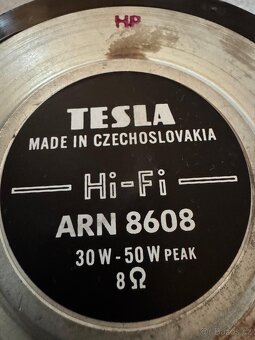 HP
TESLA
MADE IN CZECHOSLOVAKIA
Hi-Fi
ARN 8608
30 W - 50 W PEAK
8 Ω